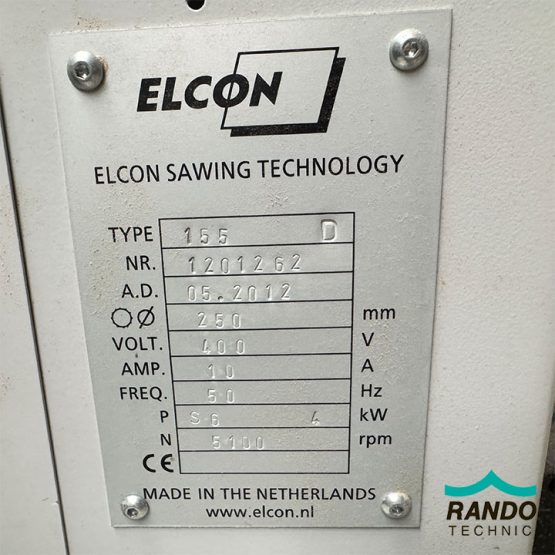 ELCON
ELCON SAWING TECHNOLOGY
TYPE 155 D
NR. 1201262
A.D. 05.2012
Ø 250 mm
VOLT. 400 V
AMP. 10 A
FREQ. 50 Hz
P S6 4 kW
N 5100 rpm
CE
MADE IN THE NETHERLANDS
www.elcon.nl
RANDO
TECHNIC